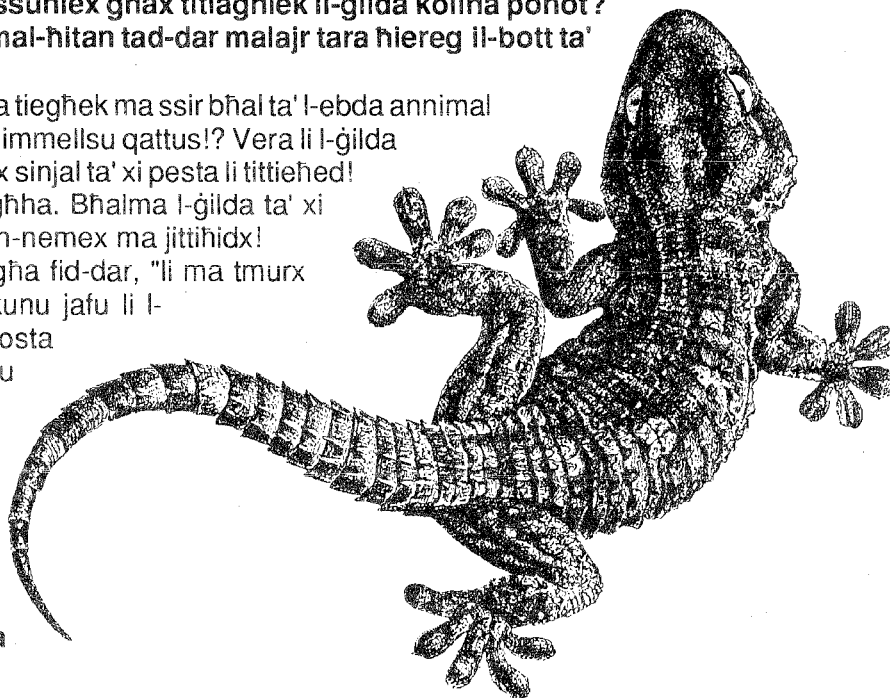 ssuhiex għax titlagħlek il-ġilda kollha ponot?
mal-ħitan tad-dar malajr tara ħiereg il-bott ta'
a tiegħek ma ssir bħal ta' l-ebda annimal
immellsu qattus!? Vera li l-ġilda
x sinjal ta' xi pesta li tittieħed!
għha. Bħalma l-ġilda ta' xi
n-nemex ma jittiħidx!
għa fid-dar, "li ma tmurx
kunu jafu li l-
osta
u
a